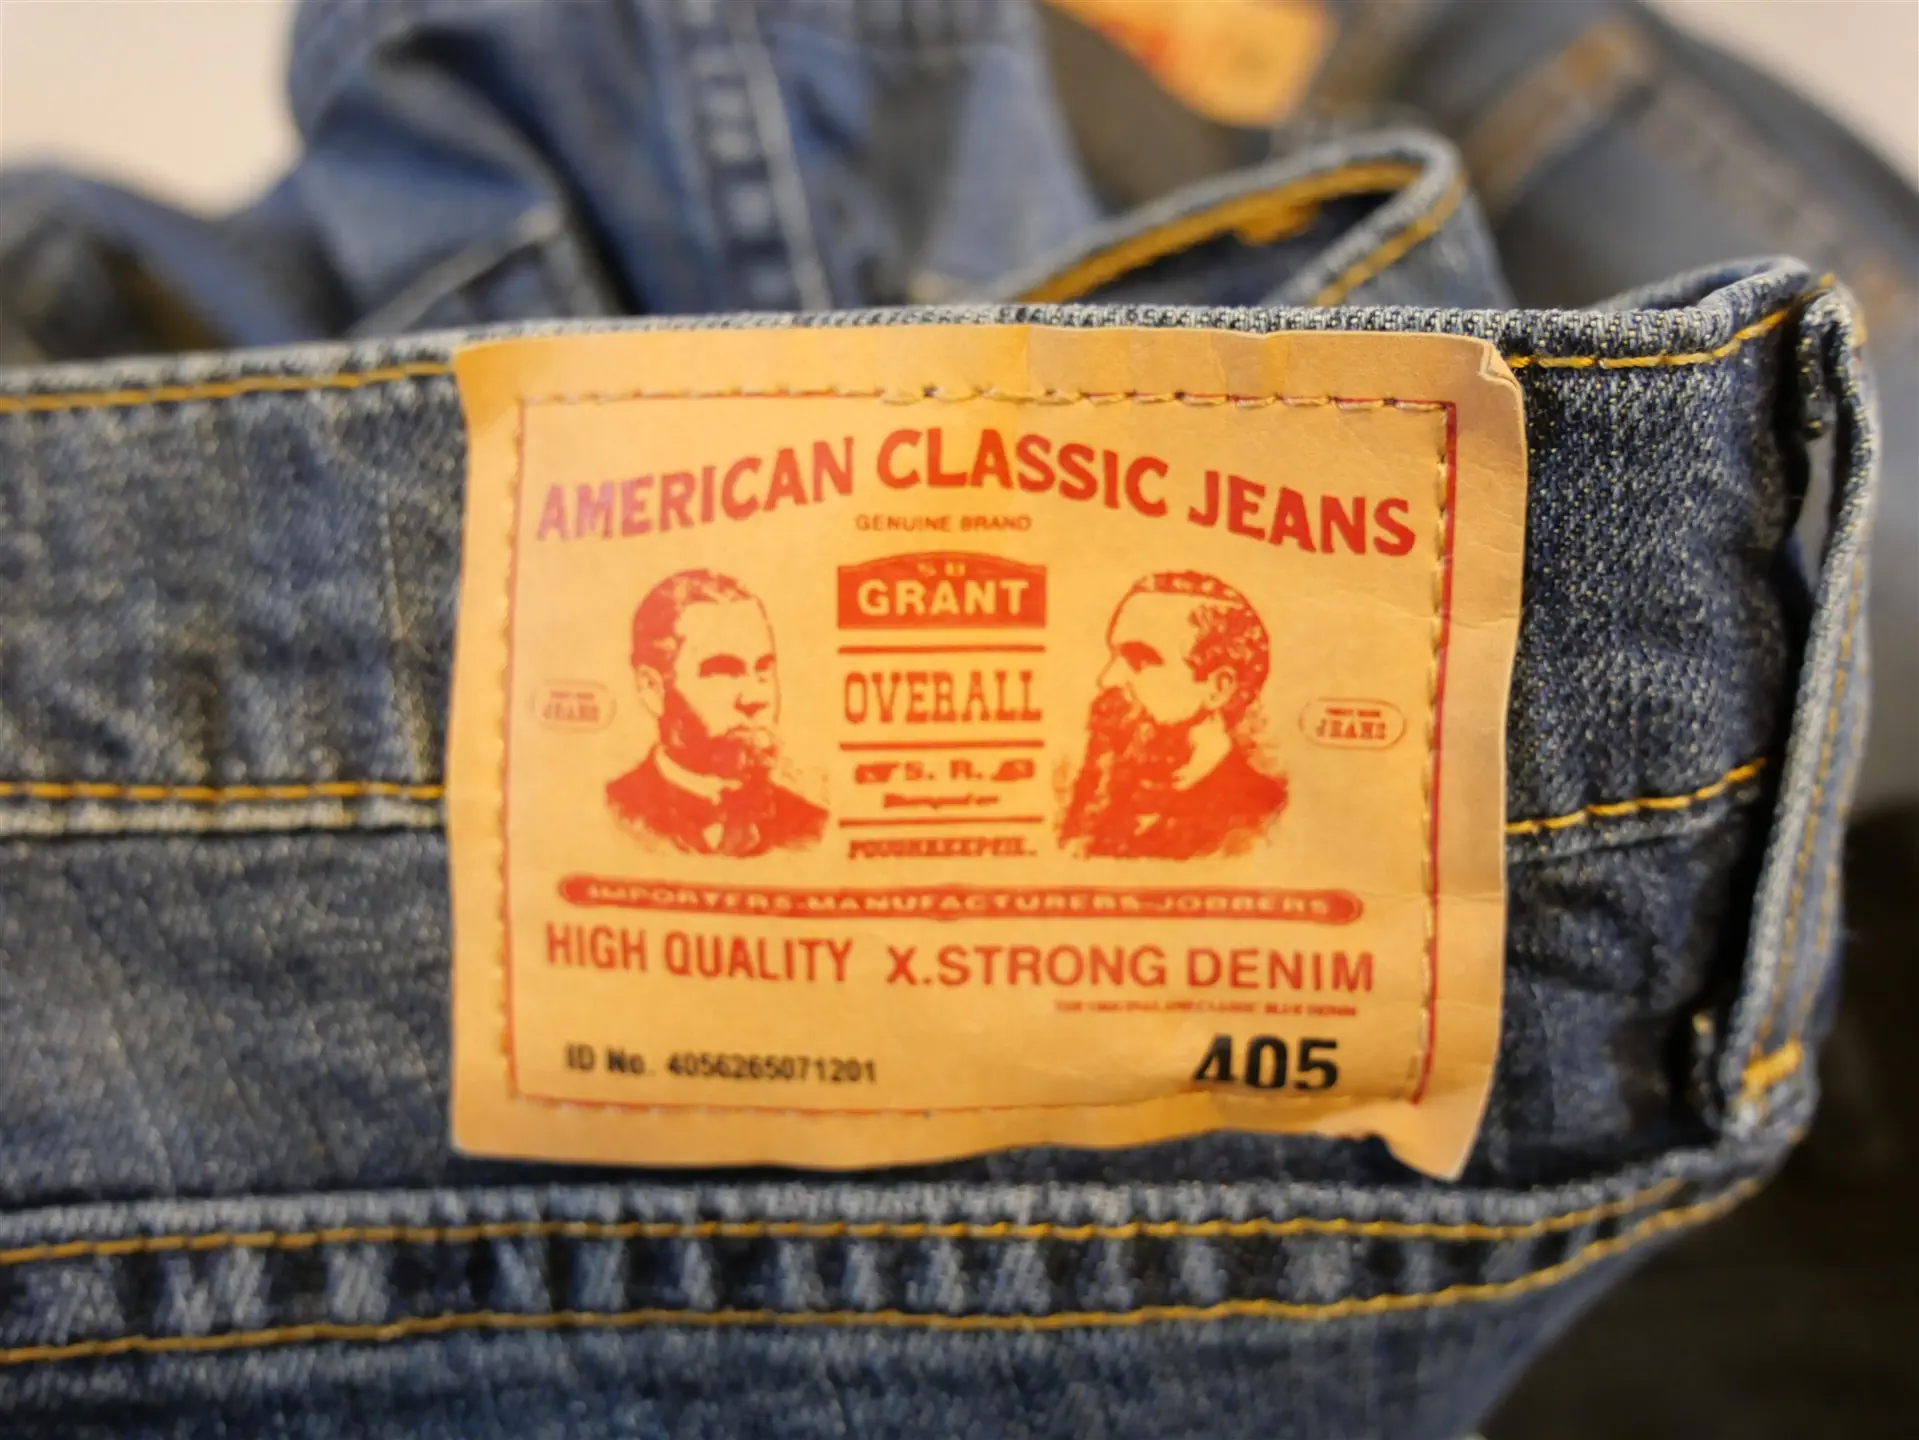 AMERICAN CLASSIC JEANS
GENUINE BRAND
GRANT
OVERALL
S. R.
JEANS
JEANS
IMPORTERS-MANUFACTURERS-JOBBERS
HIGH QUALITY X.STRONG DENIM
ID No. 4056265071201
405